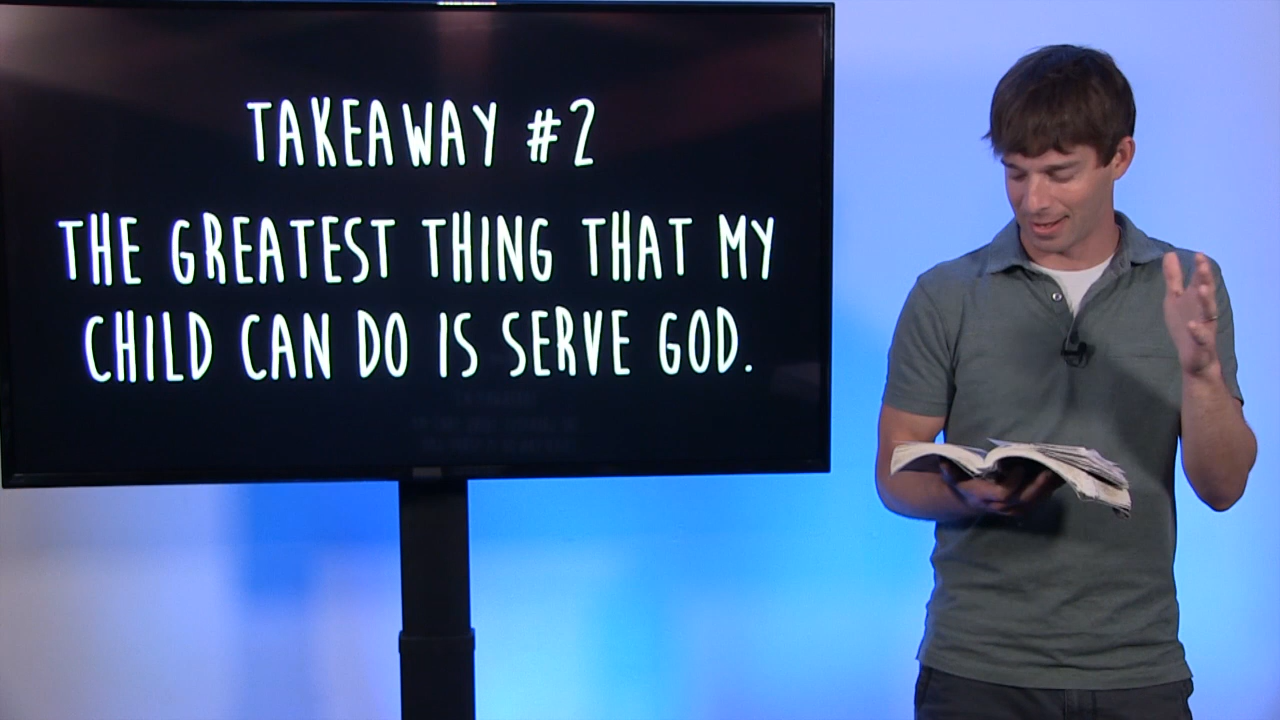 TAKEAWAY #2
THE GREATEST THING THAT MY
CHILD CAN DO IS SERVE GOD.